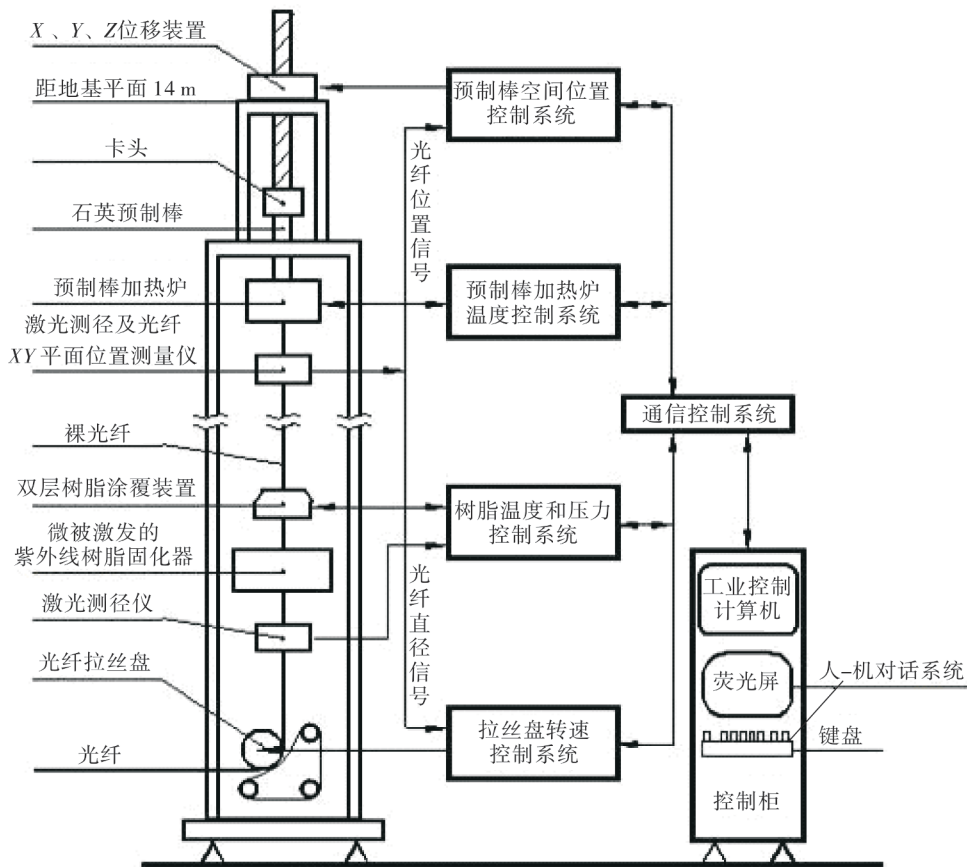 X、Y、Z位移装置
距地基平面14 m
卡头
石英预制棒
预制棒加热炉
激光测径及光纤
XY平面位置测量仪
裸光纤
双层树脂涂覆装置
微被激发的
紫外线树脂固化器
激光测径仪
光纤拉丝盘
光纤
光纤位置信号
光纤直径信号
预制棒空间位置
控制系统
预制棒加热炉
温度控制系统
树脂温度和压力
控制系统
拉丝盘转速
控制系统
通信控制系统
工业控制
计算机
荧光屏
人-机对话系统
键盘
控制柜